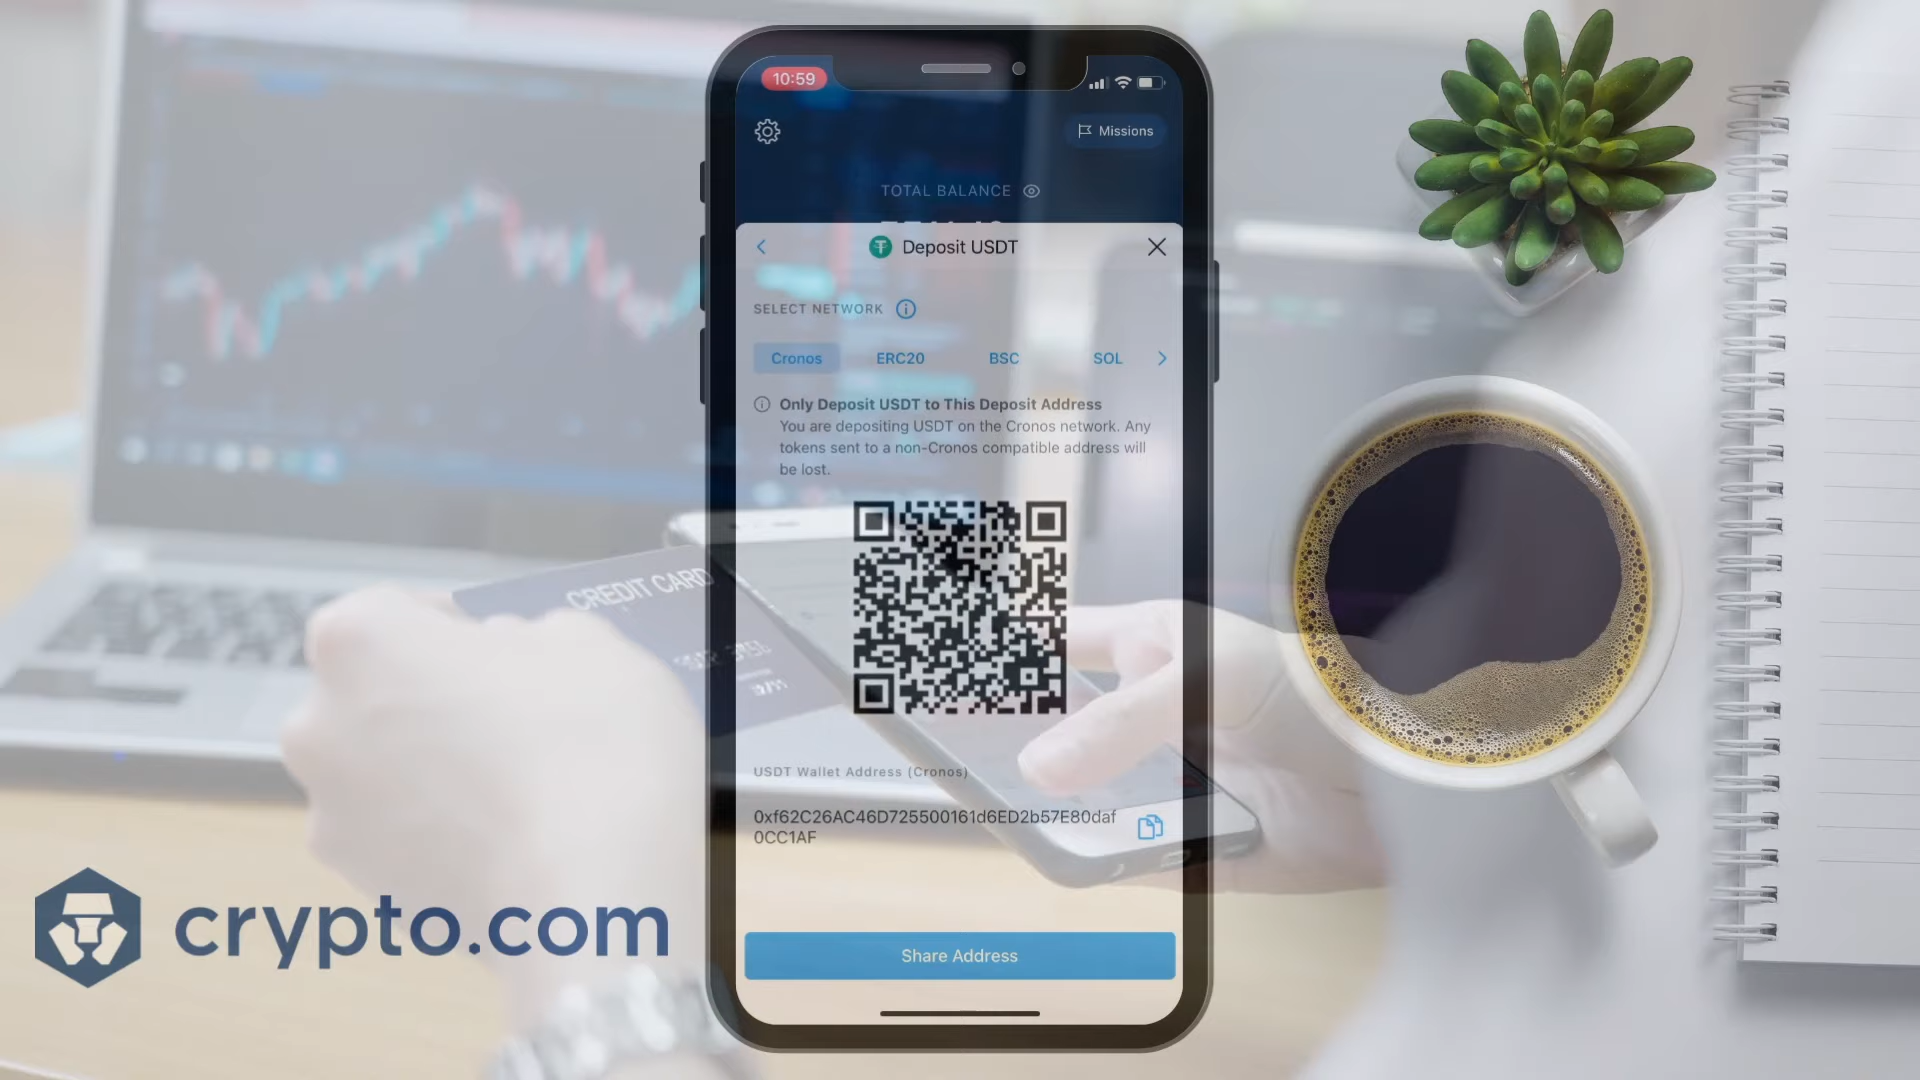 10:59
Missions
TOTAL BALANCE
Deposit USDT
SELECT NETWORK
Cronos
ERC20
BSC
SOL
Only Deposit USDT to This Deposit Address
You are depositing USDT on the Cronos network. Any
tokens sent to a non-Cronos compatible address will
be lost.
CREDIT CARD
USDT Wallet Address (Cronos)
0xf62C26AC46D725500161d6ED2b57E80daf
0CC1AF
crypto.com
Share Address